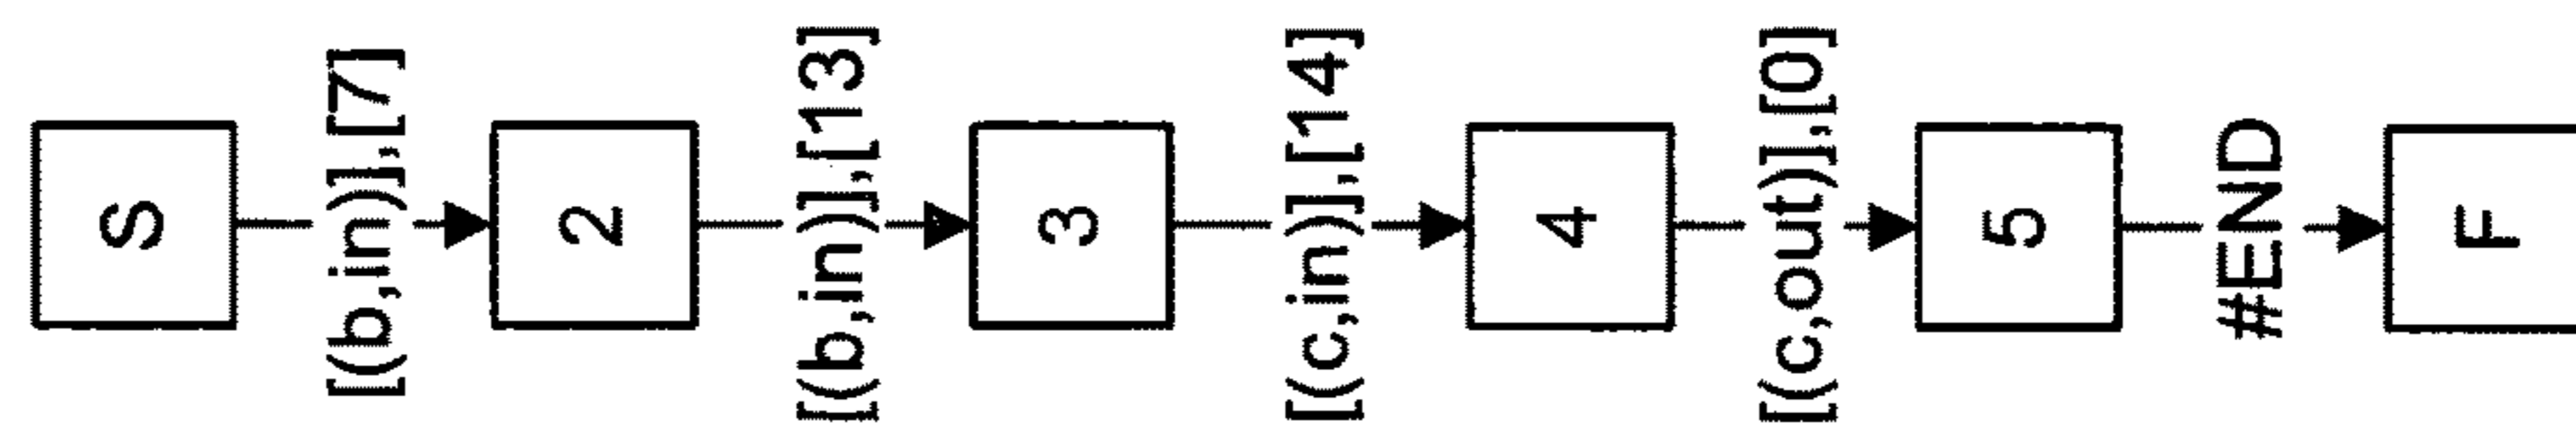 S
[(b,in)],[7]
2
[(b,in)],[13]
3
[(c,in)],[14]
4
[(c,out)],[0]
5
#END
F